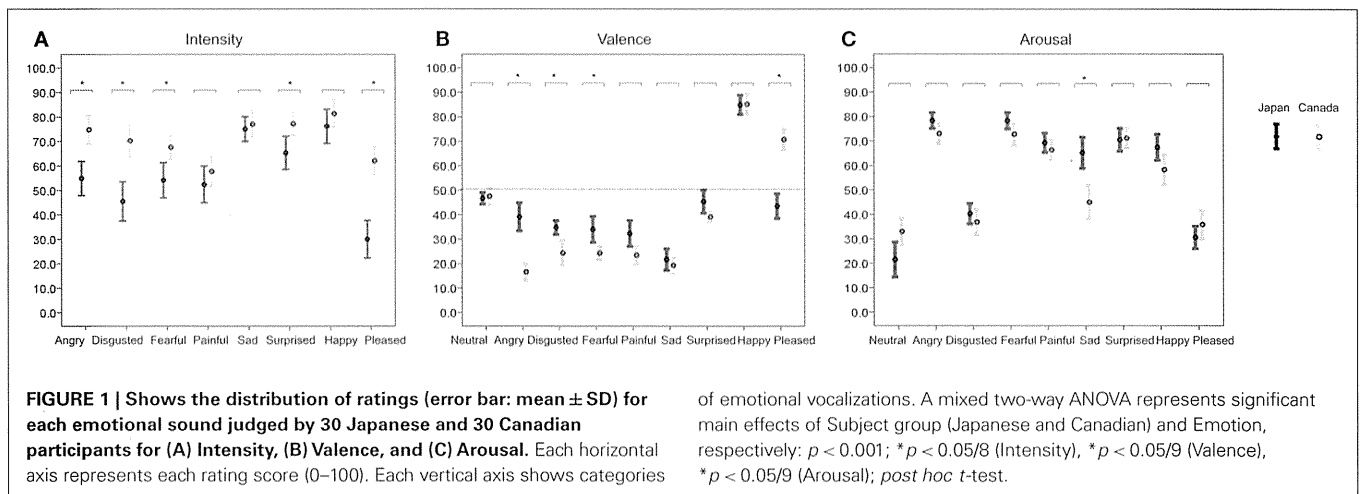 A Intensity
100.0
90.0
80.0
70.0
60.0
50.0
40.0
30.0
20.0
10.0
0.0
* * * * *
Angry Disgusted Fearful Painful Sad Surprised Happy Pleased
B Valence
100.0
90.0
80.0
70.0
60.0
50.0
40.0
30.0
20.0
10.0
0.0
* * * *
Neutral Angry Disgusted Fearful Painful Sad Surprised Happy Pleased
C Arousal
100.0
90.0
80.0
70.0
60.0
50.0
40.0
30.0
20.0
10.0
0.0
*
Neutral Angry Disgusted Fearful Painful Sad Surprised Happy Pleased
Japan Canada
FIGURE 1 | Shows the distribution of ratings (error bar: mean ± SD) for
each emotional sound judged by 30 Japanese and 30 Canadian
participants for (A) Intensity, (B) Valence, and (C) Arousal. Each horizontal
axis represents each rating score (0–100). Each vertical axis shows categories
of emotional vocalizations. A mixed two-way ANOVA represents significant
main effects of Subject group (Japanese and Canadian) and Emotion,
respectively: p < 0.001; *p < 0.05/8 (Intensity), *p < 0.05/9 (Valence),
*p < 0.05/9 (Arousal); post hoc t-test.